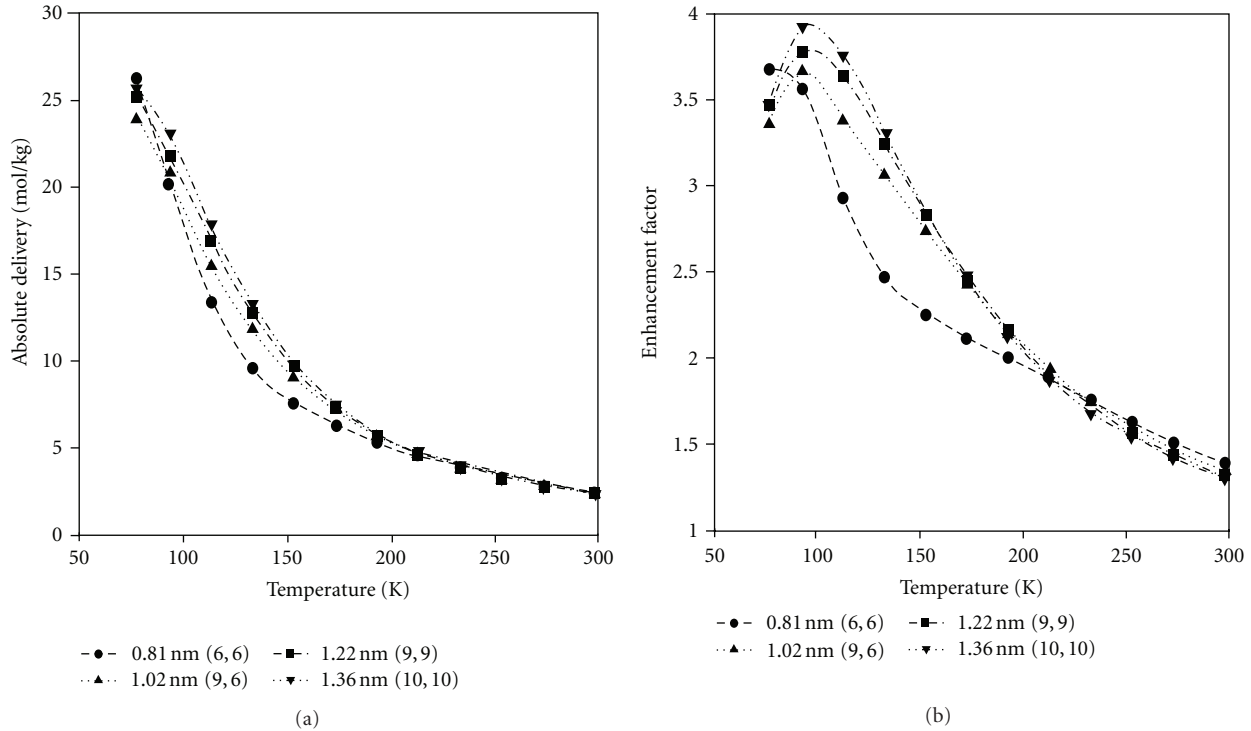 30
25
20
15
10
5
0
Absolute delivery (mol/kg)
50 100 150 200 250 300
Temperature (K)
0.81 nm (6, 6) 1.22 nm (9, 9)
1.02 nm (9, 6) 1.36 nm (10, 10)
(a)
4
3.5
3
2.5
2
1.5
1
Enhancement factor
50 100 150 200 250 300
Temperature (K)
0.81 nm (6, 6) 1.22 nm (9, 9)
1.02 nm (9, 6) 1.36 nm (10, 10)
(b)